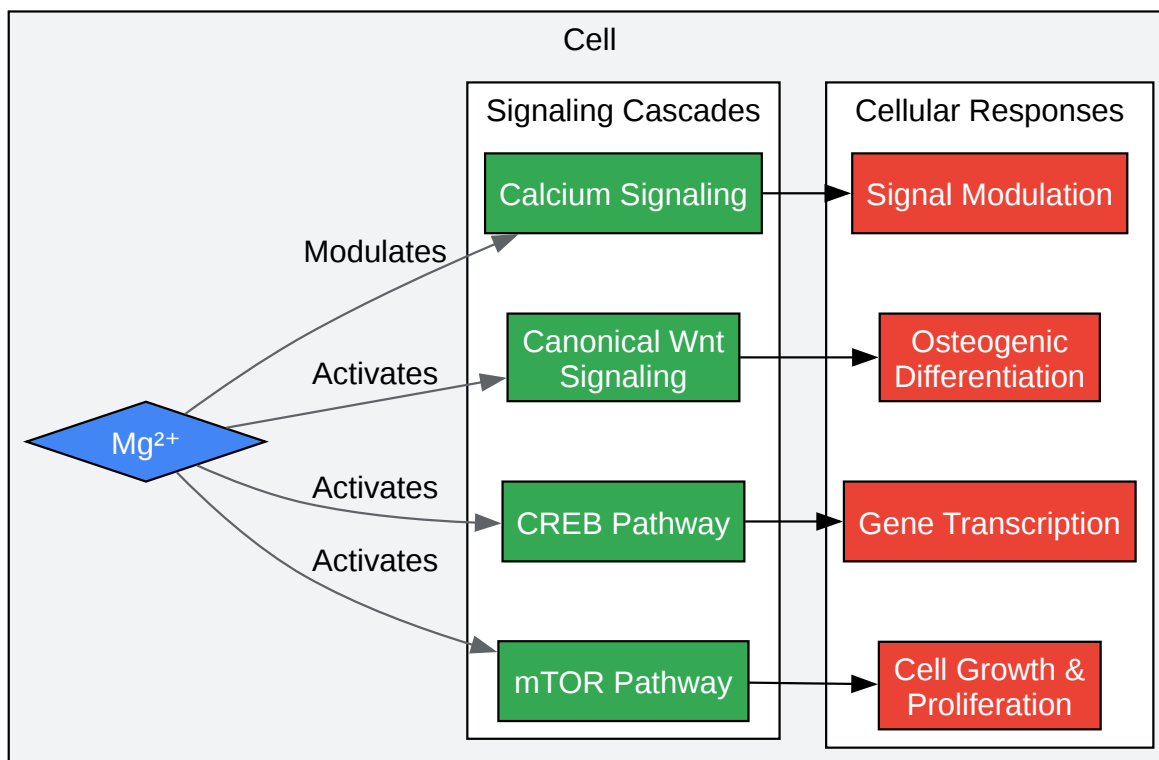 Cell
Signaling Cascades
Cellular Responses
Calcium Signaling
Signal Modulation
Modulates
Canonical Wnt
Signaling
Osteogenic
Differentiation
Activates
Mg²⁺
Activates
CREB Pathway
Gene Transcription
Activates
mTOR Pathway
Cell Growth &
Proliferation